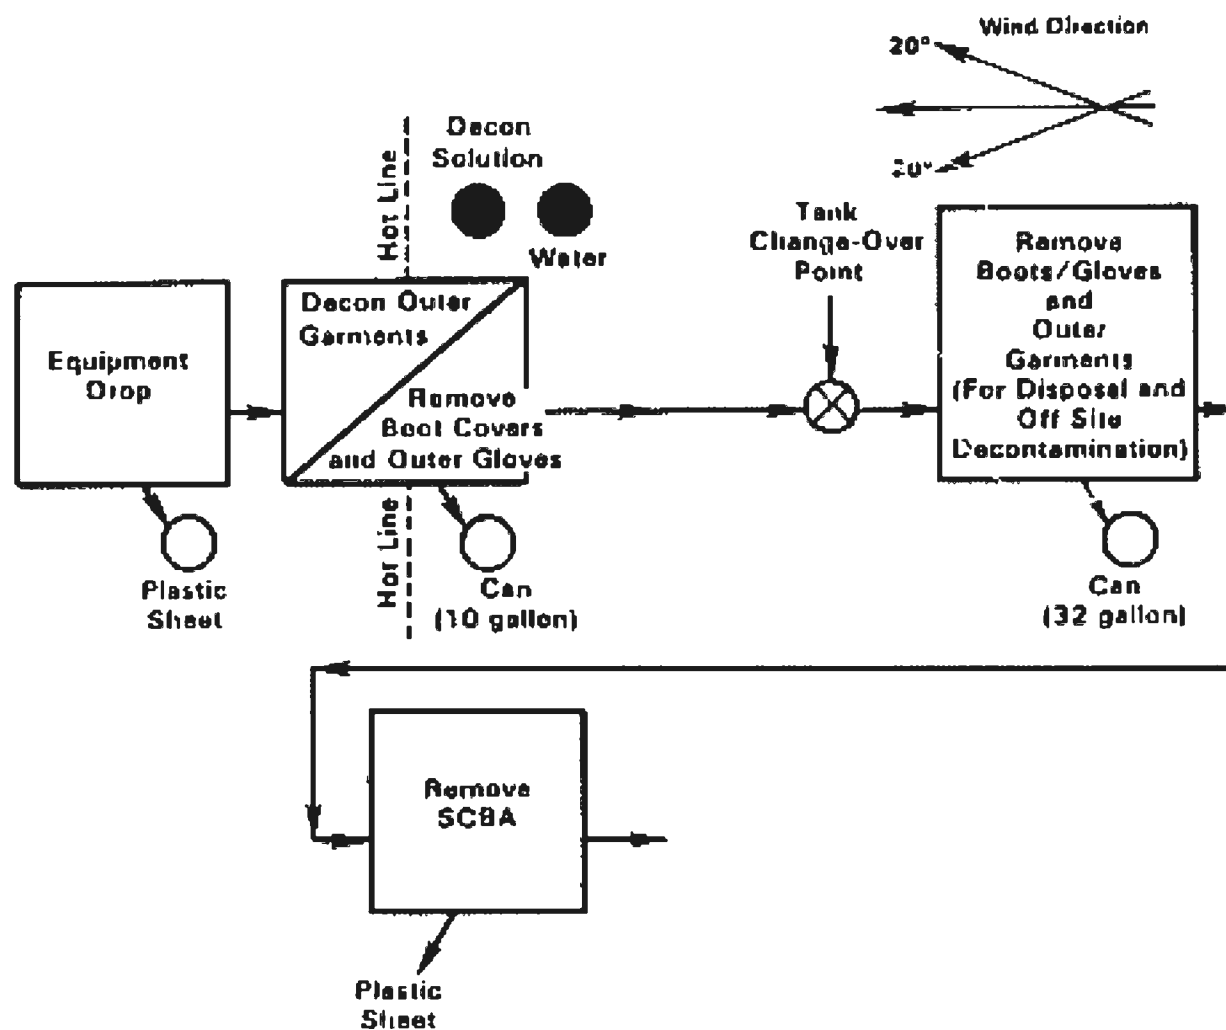 Wind Direction
20°
20°
Decon
Solution
Hot Line
Water
Tank
Change-Over
Point
Remove
Boots/Gloves
and
Outer
Garments
(For Disposal and
Off Site
Decontamination)
Decon Outer
Garments
Equipment
Drop
Remove
Boot Covers
and Outer Gloves
Hot Line
Plastic
Sheet
Can
(10 gallon)
Can
(32 gallon)
Remove
SCBA
Plastic
Sheet